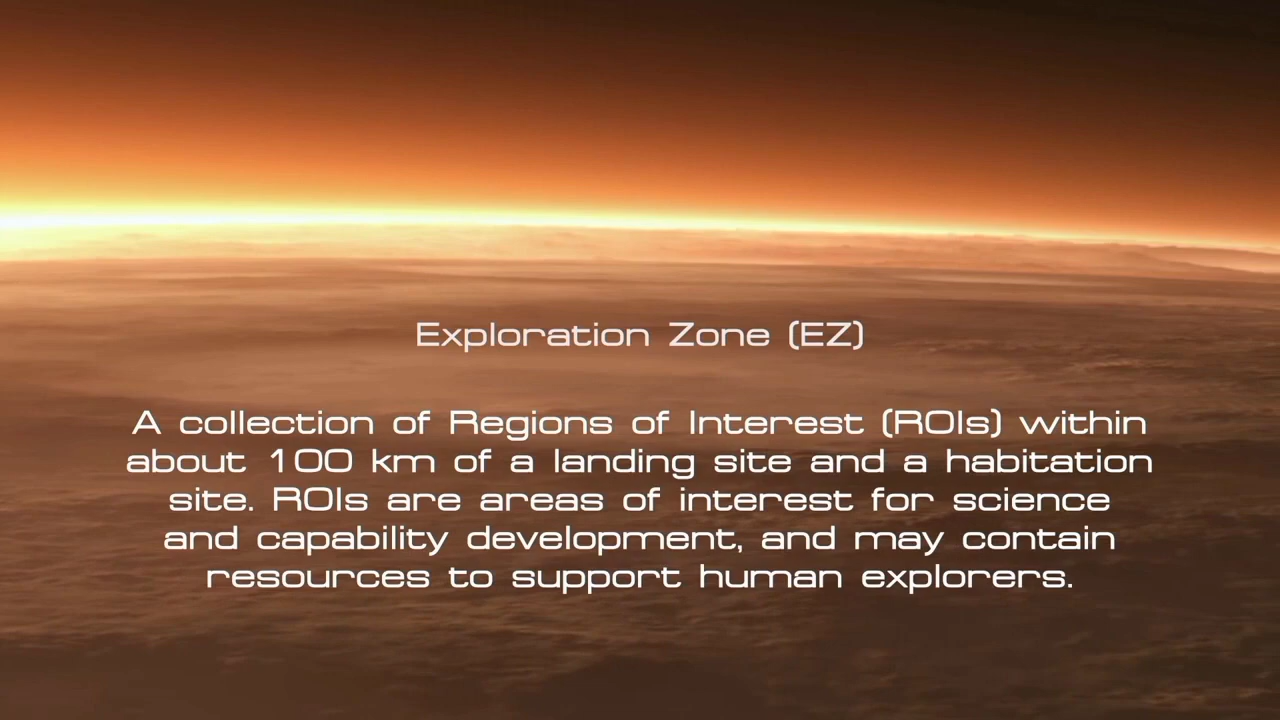 Exploration Zone (EZ)
A collection of Regions of Interest (ROIs) within
about 100 km of a landing site and a habitation
site. ROIs are areas of interest for science
and capability development, and may contain
resources to support human explorers.